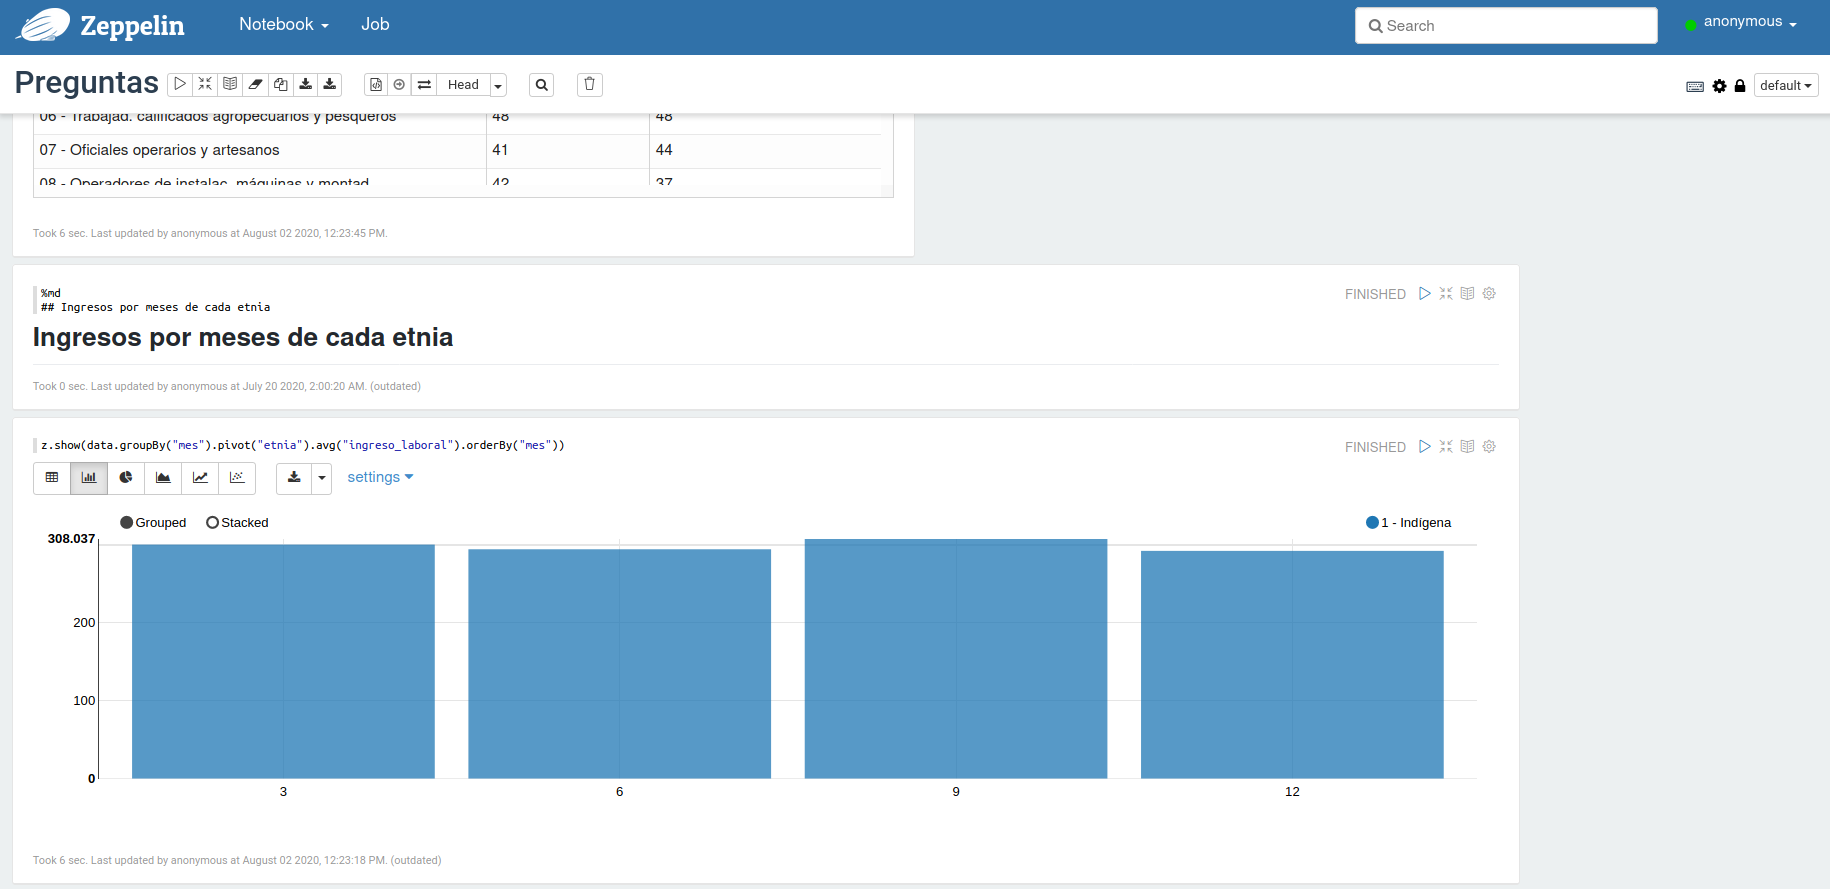 Zeppelin Notebook Job Search anonymous
Preguntas Head default
06 - Trabajad. calificados agropecuarios y pesqueros 48 48
07 - Oficiales operarios y artesanos 41 44
08 - Operadores de instalac. máquinas y montad. 42 37
Took 6 sec. Last updated by anonymous at August 02 2020, 12:23:45 PM.
%md
## Ingresos por meses de cada etnia
FINISHED
Ingresos por meses de cada etnia
Took 0 sec. Last updated by anonymous at July 20 2020, 2:00:20 AM. (outdated)
z.show(data.groupBy("mes").pivot("etnia").avg("ingreso_laboral").orderBy("mes"))
FINISHED
settings
Grouped Stacked 1 - Indígena
308.037
200
100
0
3 6 9 12
Took 6 sec. Last updated by anonymous at August 02 2020, 12:23:18 PM. (outdated)